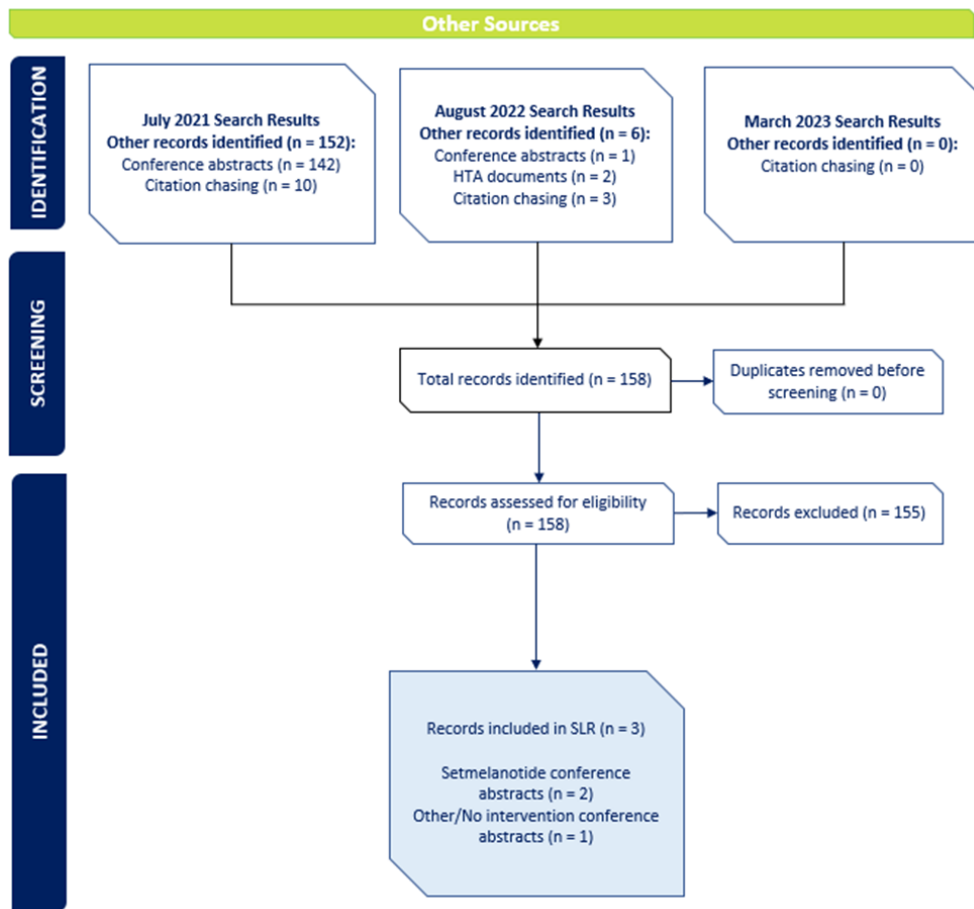 Other Sources
IDENTIFICATION
July 2021 Search Results
Other records identified (n = 152):
Conference abstracts (n = 142)
Citation chasing (n = 10)
August 2022 Search Results
Other records identified (n = 6):
Conference abstracts (n = 1)
HTA documents (n = 2)
Citation chasing (n = 3)
March 2023 Search Results
Other records identified (n = 0):
Citation chasing (n = 0)
SCREENING
Total records identified (n = 158)
Duplicates removed before
screening (n = 0)
INCLUDED
Records assessed for eligibility
(n = 158)
Records excluded (n = 155)
Records included in SLR (n = 3)
Setmelanotide conference
abstracts (n = 2)
Other/No intervention conference
abstracts (n = 1)